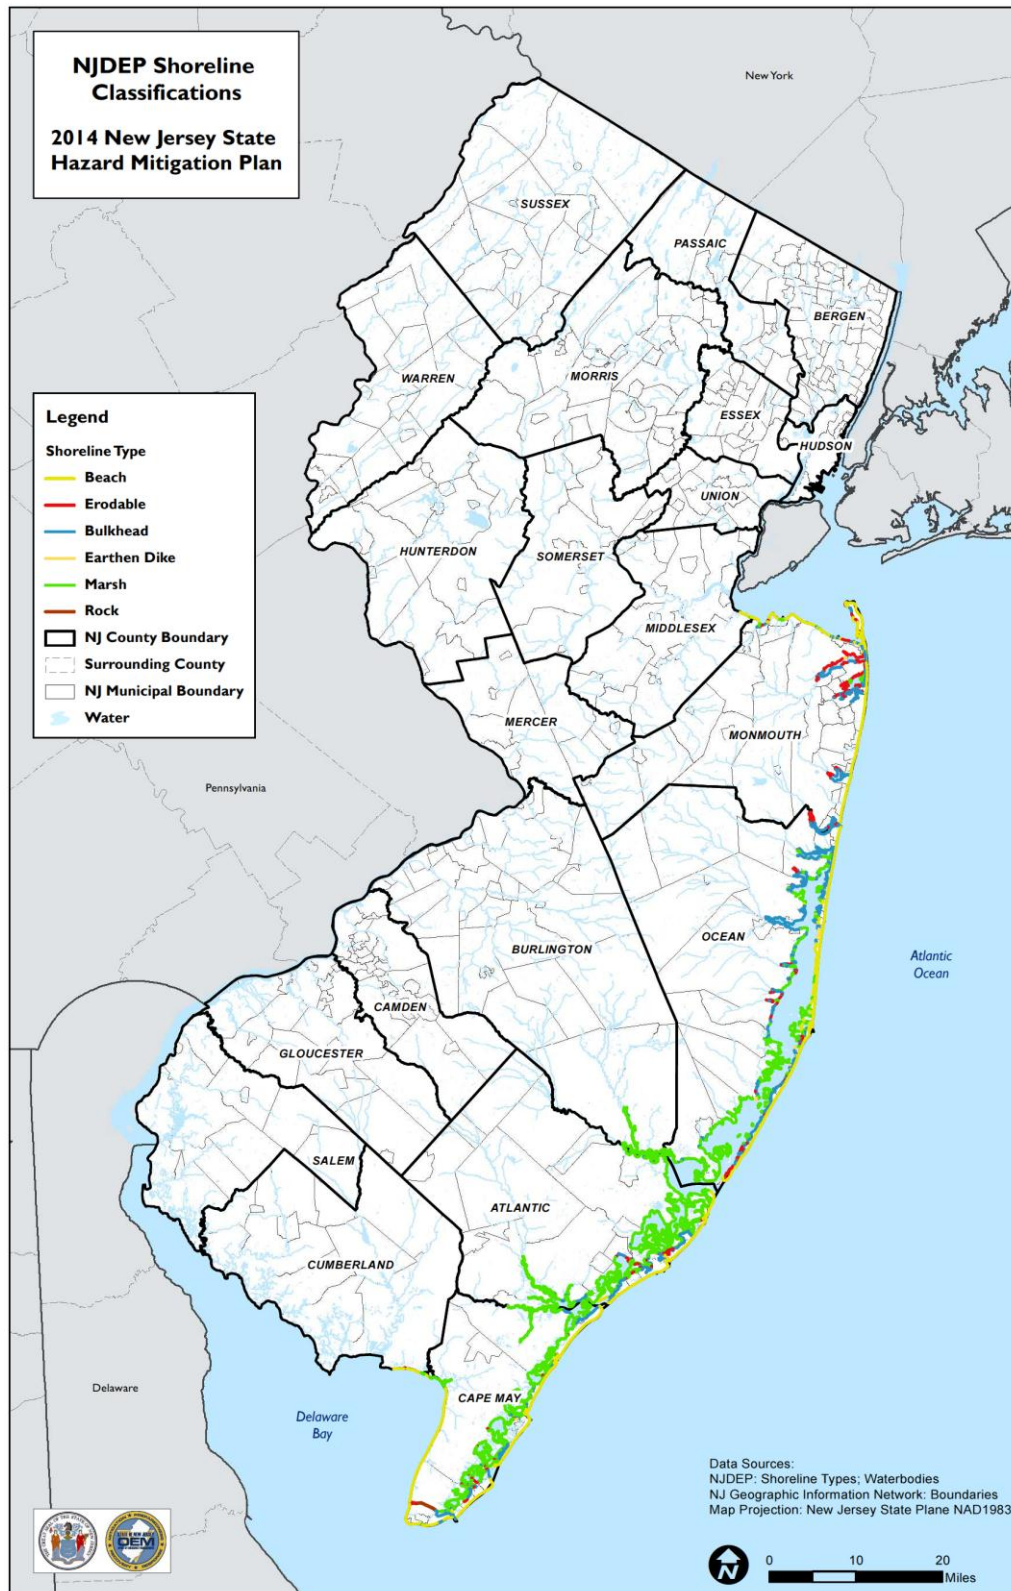 NJDEP Shoreline
Classifications
2014 New Jersey State
Hazard Mitigation Plan
New York
SUSSEX
PASSAIC
BERGEN
WARREN
MORRIS
ESSEX
HUDSON
UNION
Legend
Shoreline Type
Beach
Erodable
Bulkhead
Earthen Dike
Marsh
Rock
NJ County Boundary
Surrounding County
NJ Municipal Boundary
Water
HUNTERDON
SOMERSET
MIDDLESEX
MERCER
MONMOUTH
Pennsylvania
BURLINGTON
OCEAN
Atlantic
Ocean
CAMDEN
GLOUCESTER
SALEM
ATLANTIC
CUMBERLAND
CAPE MAY
Delaware
Delaware
Bay
Data Sources:
NJDEP: Shoreline Types; Waterbodies
NJ Geographic Information Network: Boundaries
Map Projection: New Jersey State Plane NAD1983
OEM
N
0 10 20
Miles